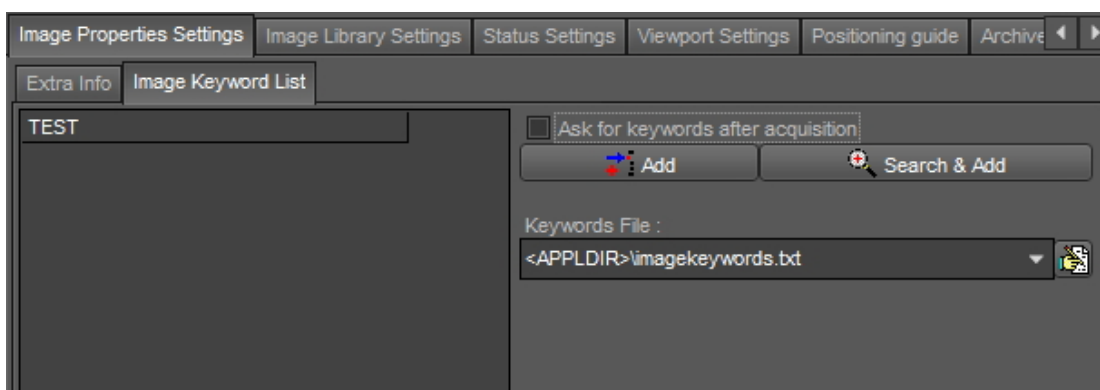 Image Properties Settings Image Library Settings Status Settings Viewport Settings Positioning guide Archive
Extra Info Image Keyword List
TEST
Ask for keywords after acquisition
Add Search & Add
Keywords File :
<APPLDIR>\imagekeywords.txt